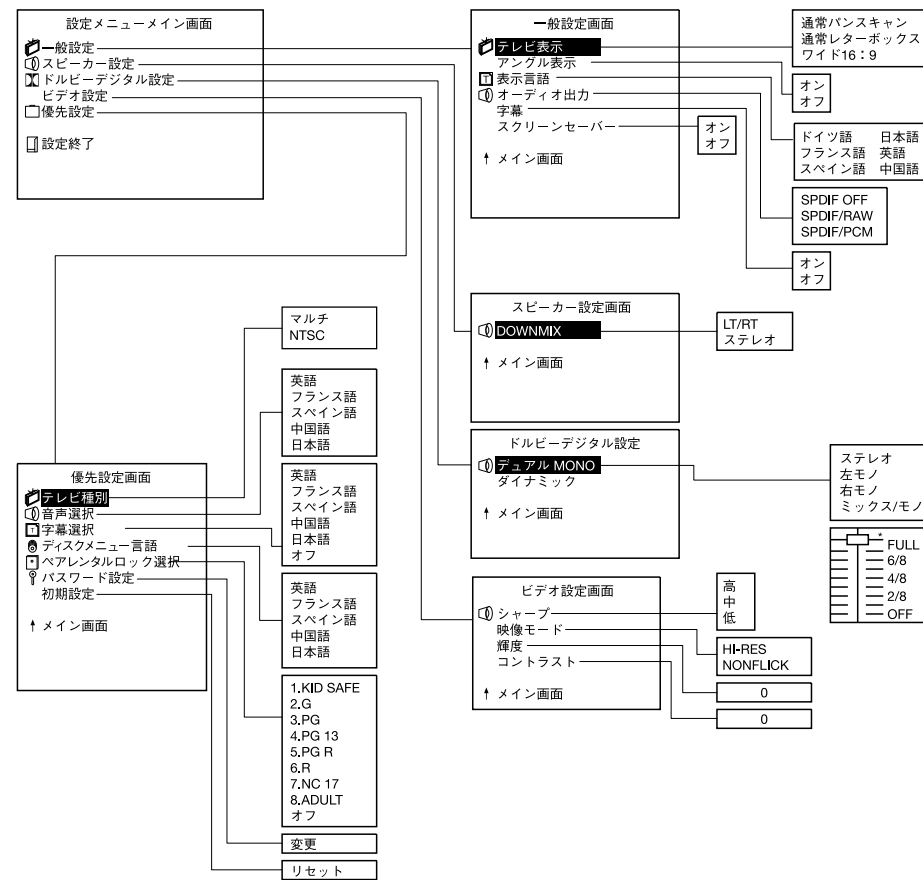 設定メニューメイン画面
一般設定
スピーカー設定
ドルビーデジタル設定
ビデオ設定
優先設定
設定終了
一般設定画面
テレビ表示
アングル表示
表示言語
オーディオ出力
字幕
スクリーンセーバー
↑ メイン画面
通常パンスキャン
通常レターボックス
ワイド16:9
オン
オフ
オン
オフ
ドイツ語 日本語
フランス語 英語
スペイン語 中国語
SPDIF OFF
SPDIF/RAW
SPDIF/PCM
オン
オフ
スピーカー設定画面
DOWNMIX
↑ メイン画面
LT/RT
ステレオ
ドルビーデジタル設定
デュアル MONO
ダイナミック
↑ メイン画面
ステレオ
左モノ
右モノ
ミックス/モノ
* FULL
6/8
4/8
2/8
OFF
ビデオ設定画面
シャープ
映像モード
輝度
コントラスト
↑ メイン画面
高
中
低
HI-RES
NONFLICK
0
0
優先設定画面
テレビ種別
音声選択
字幕選択
ディスクメニュー言語
ペアレンタルロック選択
パスワード設定
初期設定
↑ メイン画面
マルチ
NTSC
英語
フランス語
スペイン語
中国語
日本語
英語
フランス語
スペイン語
中国語
日本語
オフ
英語
フランス語
スペイン語
中国語
日本語
1.KID SAFE
2.G
3.PG
4.PG 13
5.PG R
6.R
7.NC 17
8.ADULT
オフ
変更
リセット